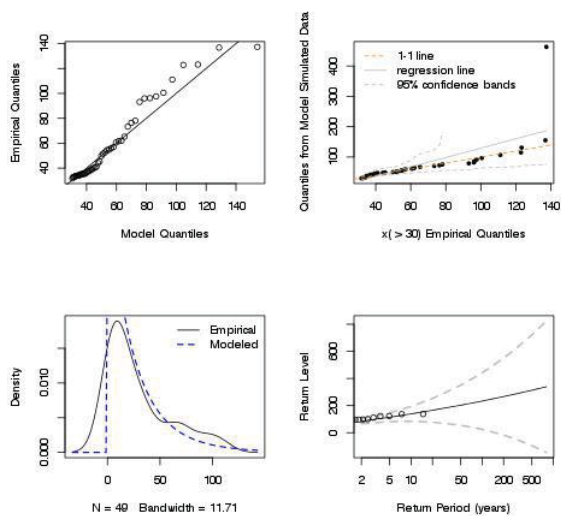 Empirical Quantiles
40
60
80
100
140
40
60
80
100
120
140
Model Quantiles
Quantiles from Model Simulated Data
100
200
400
1-1 line
regression line
95% confidence bands
40
60
80
100
120
140
x( > 30) Empirical Quantiles
Density
0.000
0.010
Empirical
Modeled
0
50
100
N = 49 Bandwidth = 11.71
Return Level
0
200
600
2
5
10
50
200
500
Return Period (years)